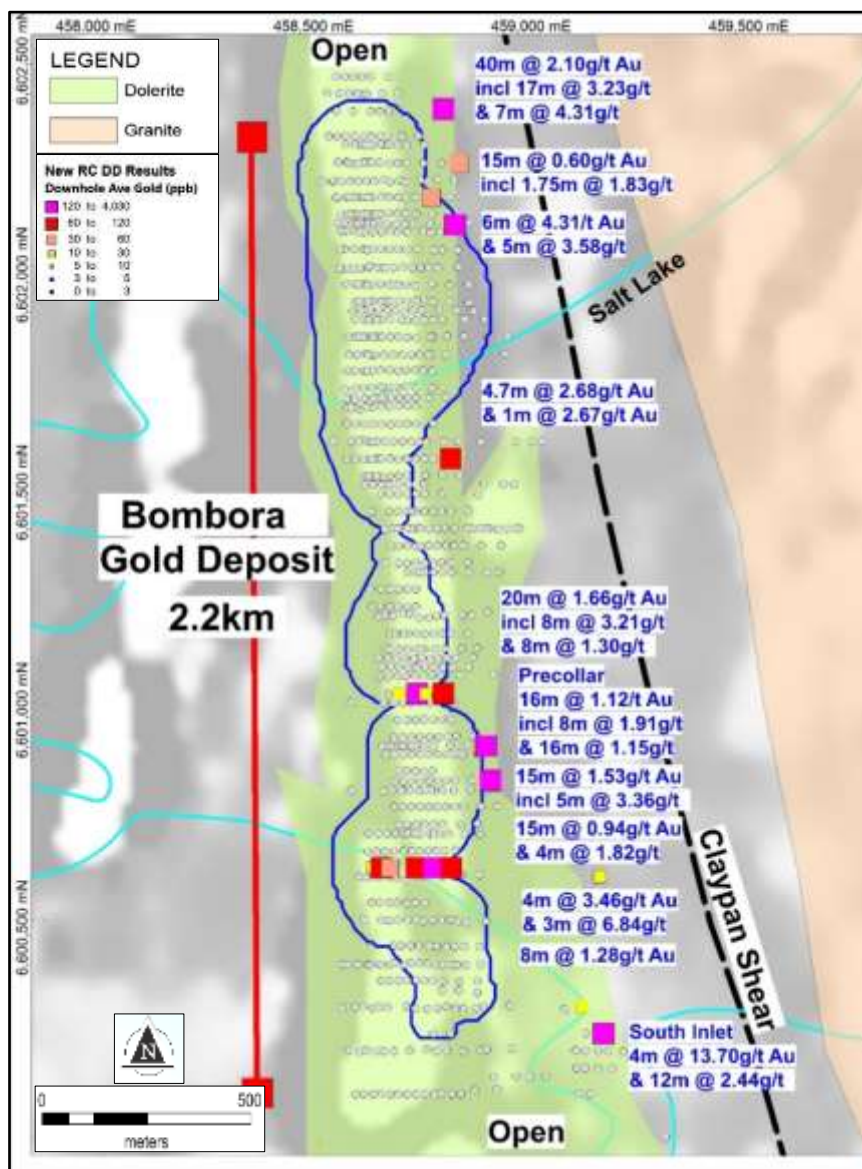 458,000 mE
458,500 mE
459,000 mE
459,500 mE
6,602,500 mN
6,602,000 mN
6,601,500 mN
6,601,000 mN
6,600,500 mN
LEGEND
Dolerite
Granite
New RC DD Results
Downhole Ave Gold (ppb)
120 to 4,030
60 to 120
30 to 60
10 to 30
5 to 10
3 to 5
0 to 3
Open
40m @ 2.10g/t Au
incl 17m @ 3.23g/t
& 7m @ 4.31g/t
15m @ 0.60g/t Au
incl 1.75m @ 1.83g/t
6m @ 4.31/t Au
& 5m @ 3.58g/t
Salt Lake
4.7m @ 2.68g/t Au
& 1m @ 2.67g/t Au
Bombora
Gold Deposit
2.2km
20m @ 1.66g/t Au
incl 8m @ 3.21g/t
& 8m @ 1.30g/t
Precollar
16m @ 1.12/t Au
incl 8m @ 1.91g/t
& 16m @ 1.15g/t
15m @ 1.53g/t Au
incl 5m @ 3.36g/t
15m @ 0.94g/t Au
& 4m @ 1.82g/t
Claypan Shear
4m @ 3.46g/t Au
& 3m @ 6.84g/t
8m @ 1.28g/t Au
South Inlet
4m @ 13.70g/t Au
& 12m @ 2.44g/t
N
0 500
meters
Open